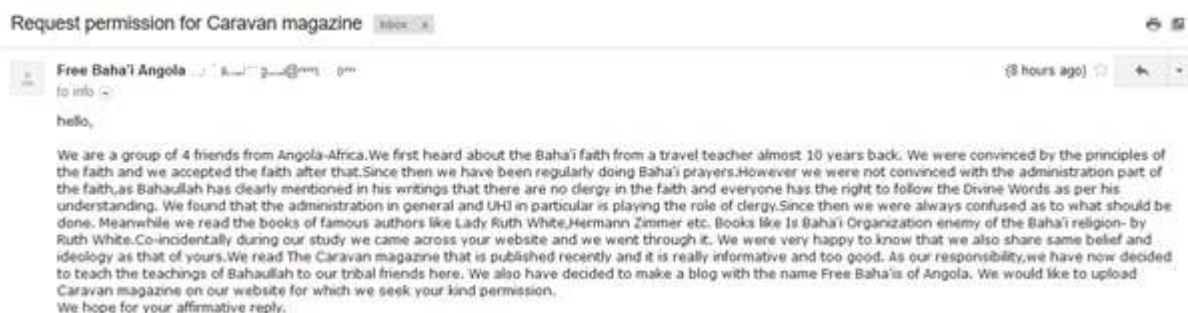 Request permission for Caravan magazine Inbox x
Free Baha'i Angola
(8 hours ago)
to info
hello,
We are a group of 4 friends from Angola-Africa.We first heard about the Baha'i faith from a travel teacher almost 10 years back. We were convinced by the principles of
the faith and we accepted the faith after that.Since then we have been regularly doing Baha'i prayers.However we were not convinced with the administration part of
the faith,as Bahaullah has clearly mentioned in his writings that there are no clergy in the faith and everyone has the right to follow the Divine Words as per his
understanding. We found that the administration in general and UHJ in particular is playing the role of clergy.Since then we were always confused as to what should be
done. Meanwhile we read the books of famous authors like Lady Ruth White,Hermann Zimmer etc. Books like Is Baha'i Organization enemy of the Baha'i religion- by
Ruth White.Co-incidentally during our study we came across your website and we went through it. We were very happy to know that we also share same belief and
ideology as that of yours.We read The Caravan magazine that is published recently and it is really informative and too good. As our responsibility,we have now decided
to teach the teachings of Bahaullah to our tribal friends here. We also have decided to make a blog with the name Free Baha'is of Angola. We would like to upload
Caravan magazine on our website for which we seek your kind permission.
We hope for your affirmative reply.